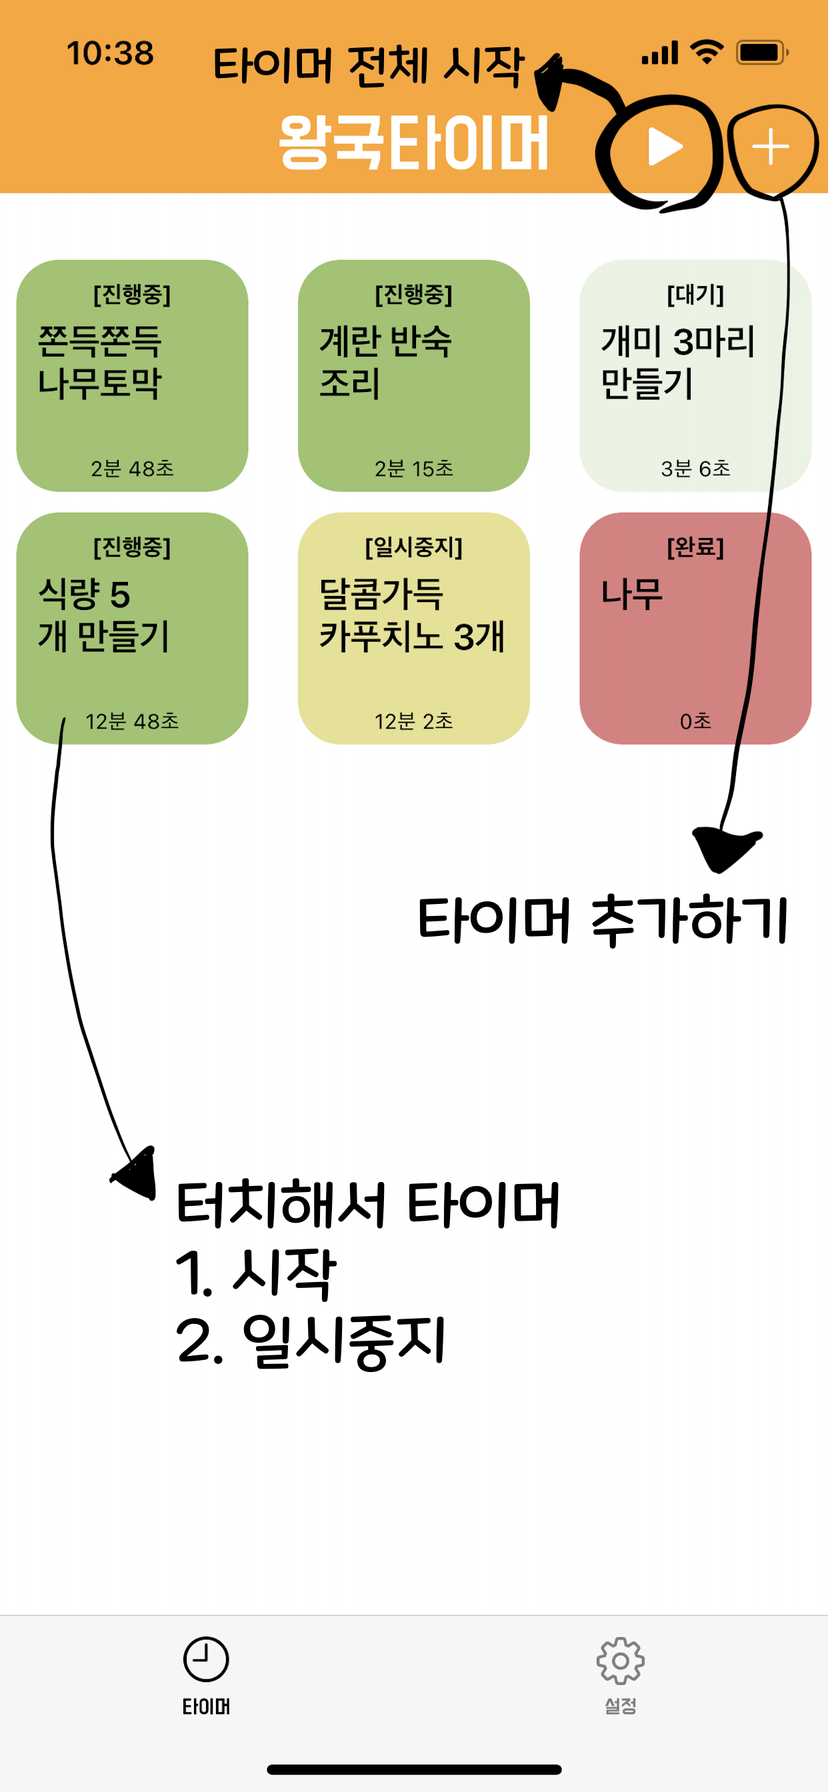 10:38
타이머 전체 시작
왕국타이머
[진행중]
쫀득쫀득
나무토막
2분 48초
[진행중]
계란 반숙
조리
2분 15초
[대기]
개미 3마리
만들기
3분 6초
[진행중]
식량 5
개 만들기
12분 48초
[일시중지]
달콤가득
카푸치노 3개
12분 2초
[완료]
나무
0초
타이머 추가하기
터치해서 타이머
1. 시작
2. 일시중지
타이머
설정